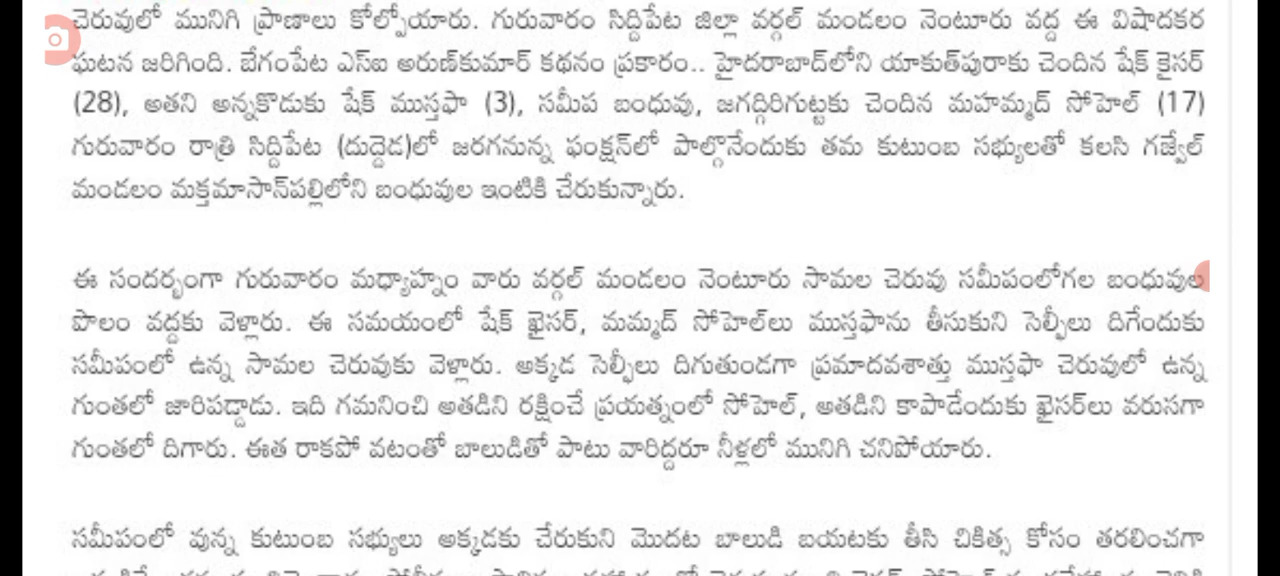 చెరువులో మునిగి ప్రాణాలు కోల్పోయారు. గురువారం సిద్దిపేట జిల్లా వర్గల్ మండలం నెంటూరు వద్ద ఈ విషాదకర
ఘటన జరిగింది. బేగంపేట ఎస్ఐ అరుణ్‌కుమార్ కథనం ప్రకారం.. హైదరాబాద్‌లోని యాకుత్‌పురాకు చెందిన షేక్ కైసర్
(28), అతని అన్నకొడుకు షేక్ ముస్తఫా (3), సమీప బంధువు, జగద్గిరిగుట్టకు చెందిన మహమ్మద్ సోహెల్ (17)
గురువారం రాత్రి సిద్దిపేట (దుద్దెడ)లో జరగనున్న ఫంక్షన్‌లో పాల్గొనేందుకు తమ కుటుంబ సభ్యులతో కలసి గజ్వేల్
మండలం మక్తమాసాన్‌పల్లిలోని బంధువుల ఇంటికి చేరుకున్నారు.
ఈ సందర్భంగా గురువారం మధ్యాహ్నం వారు వర్గల్ మండలం నెంటూరు సామల చెరువు సమీపంలోగల బంధువుల
పొలం వద్దకు వెళ్లారు. ఈ సమయంలో షేక్ ఖైసర్, మమ్మద్ సోహెల్‌లు ముస్తఫాను తీసుకుని సెల్ఫీలు దిగేందుకు
సమీపంలో ఉన్న సామల చెరువుకు వెళ్లారు. అక్కడ సెల్ఫీలు దిగుతుండగా ప్రమాదవశాత్తు ముస్తఫా చెరువులో ఉన్న
గుంతలో జారిపడ్డాడు. ఇది గమనించి అతడిని రక్షించే ప్రయత్నంలో సోహెల్, అతడిని కాపాడేందుకు ఖైసర్‌లు వరుసగా
గుంతలో దిగారు. ఈత రాకపో వటంతో బాలుడితో పాటు వారిద్దరూ నీళ్లలో మునిగి చనిపోయారు.
సమీపంలో వున్న కుటుంబ సభ్యులు అక్కడకు చేరుకుని మొదట బాలుడి బయటకు తీసి చికిత్స కోసం తరలించగా